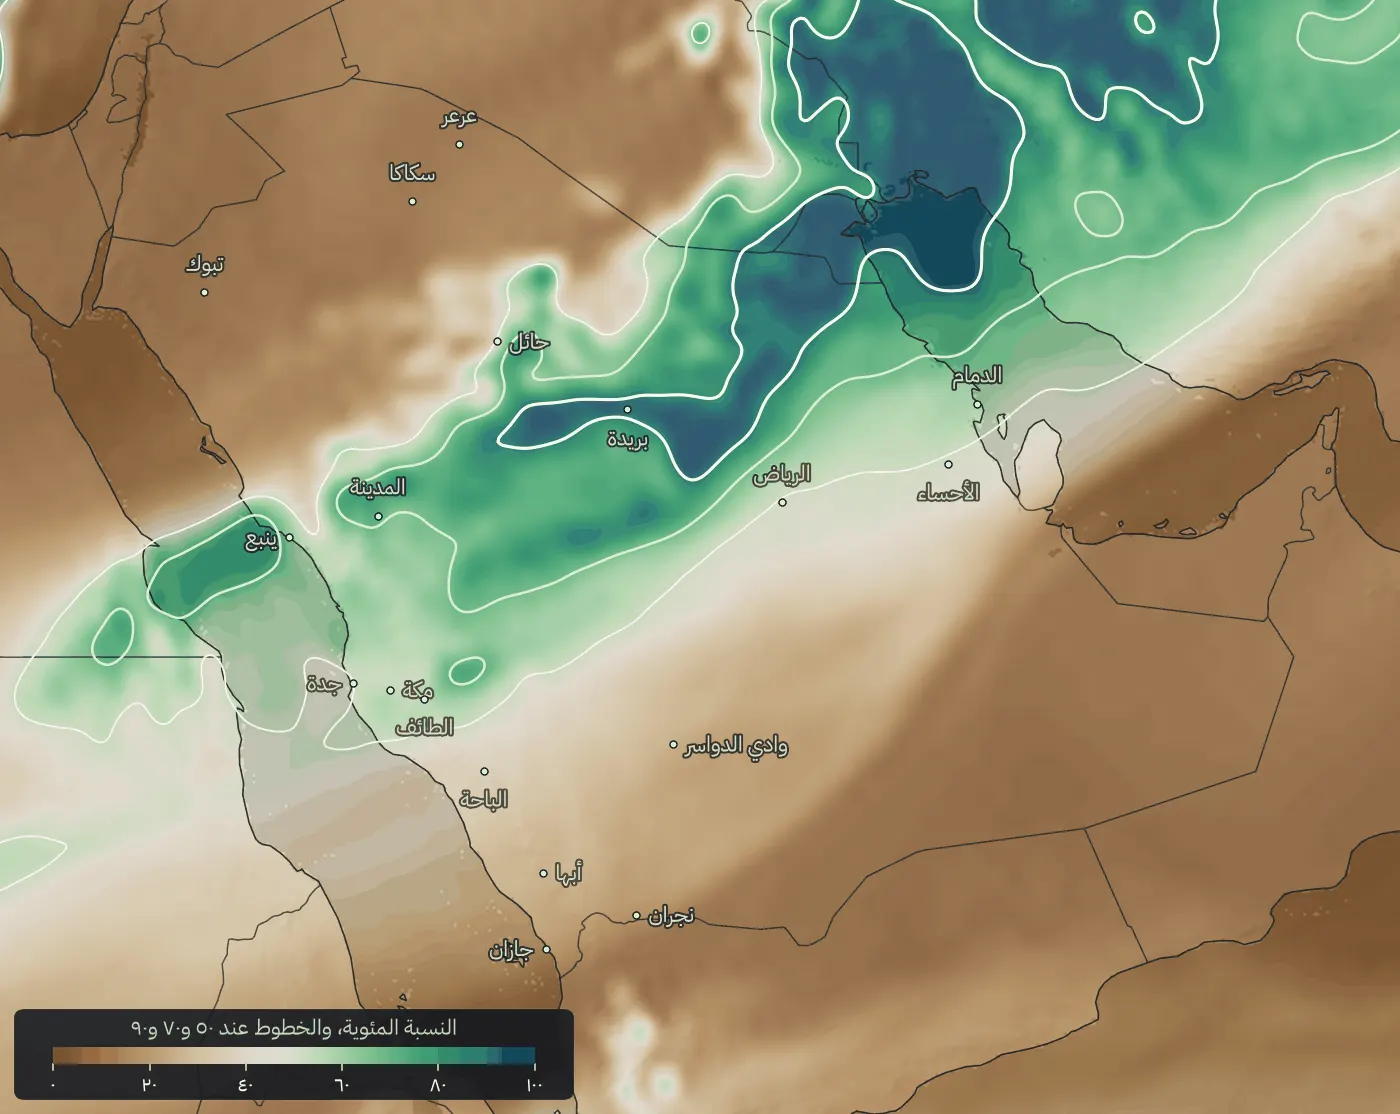 عرعر
سكاكا
تبوك
حائل
الدمام
بريدة
الرياض
المدينة
الأحساء
ينبع
جدة
مكة
الطائف
وادي الدواسر
الباحة
أبها
نجران
جازان
النسبة المئوية، والخطوط عند ٥٠ و٧٠ و٩٠
٠ ٢٠ ٤٠ ٦٠ ٨٠ ١٠٠